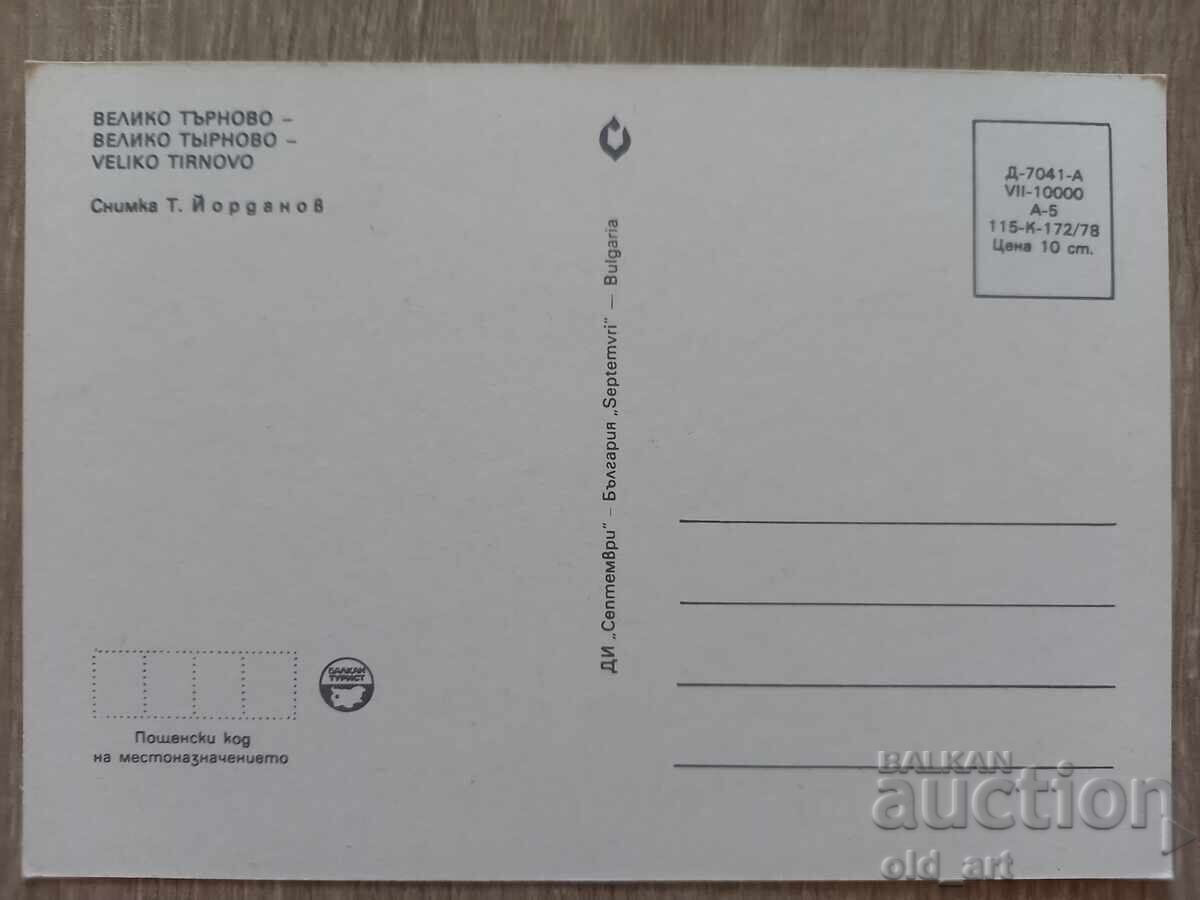 ВЕЛИКО ТЪРНОВО –
ВЕЛИКО ТЫРНОВО –
VELIKO TIRNOVO
Снимка Т. Йорданов
ДИ „Септември" – България „Septemvri" — Bulgaria
Д-7041-А
VII-10000
А-5
115-К-172/78
Цена 10 ст.
БАЛКАН
ТУРИСТ
Пощенски код
на местоназначението
BALKAN
auction
old_art